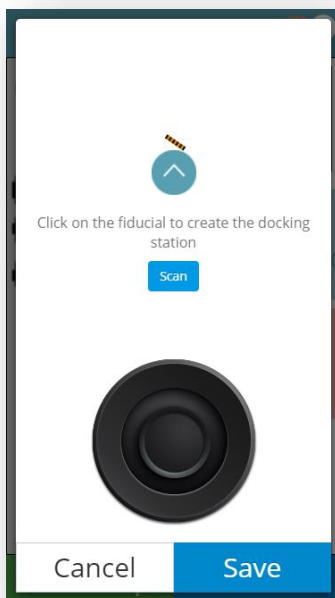 Click on the fiducial to create the docking
station
Scan
Cancel
Save